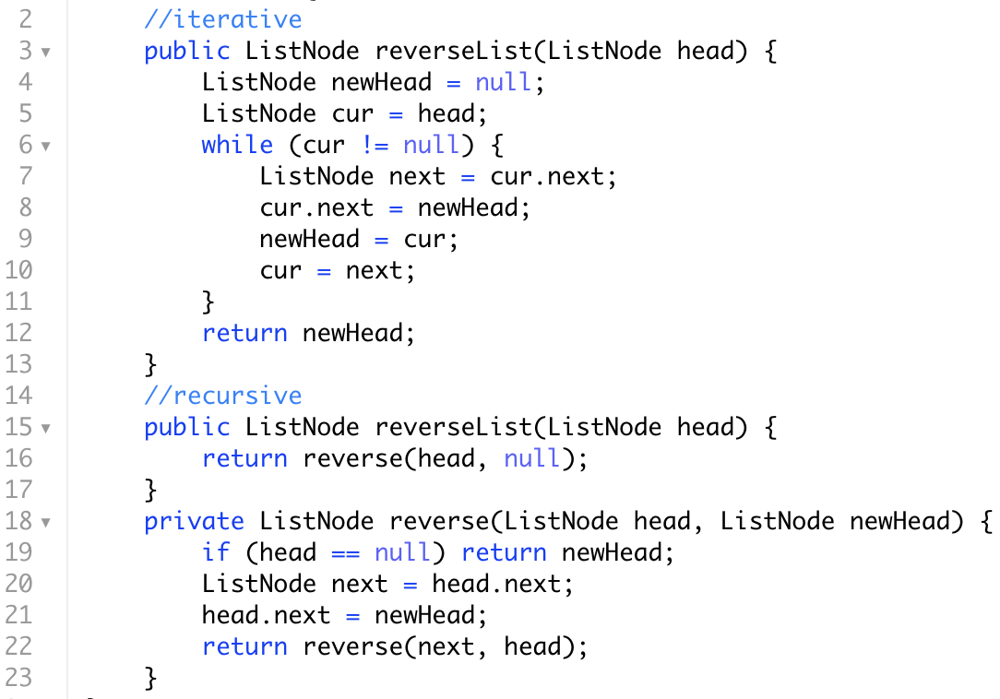 2 //iterative
3 ▼ public ListNode reverseList(ListNode head) {
4 ListNode newHead = null;
5 ListNode cur = head;
6 ▼ while (cur != null) {
7 ListNode next = cur.next;
8 cur.next = newHead;
9 newHead = cur;
10 cur = next;
11 }
12 return newHead;
13 }
14 //recursive
15 ▼ public ListNode reverseList(ListNode head) {
16 return reverse(head, null);
17 }
18 ▼ private ListNode reverse(ListNode head, ListNode newHead) {
19 if (head == null) return newHead;
20 ListNode next = head.next;
21 head.next = newHead;
22 return reverse(next, head);
23 }